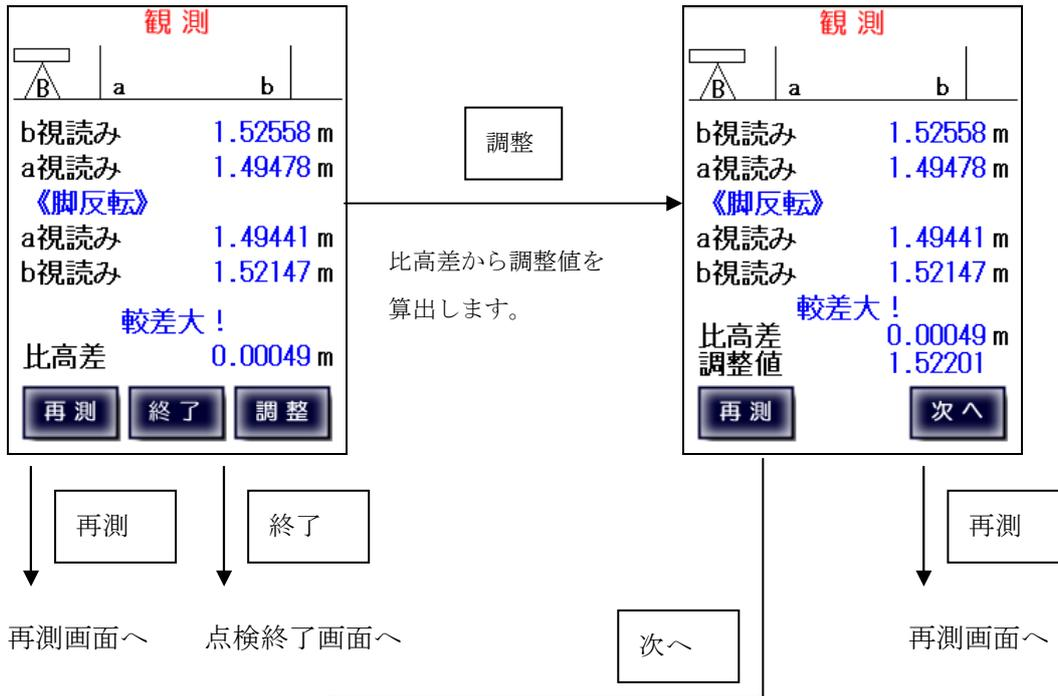 観測
B a b
b視読み 1.52558 m
a視読み 1.49478 m
《脚反転》
a視読み 1.49441 m
b視読み 1.52147 m
較差大！
比高差 0.00049 m
再測 終了 調整
調整
比高差から調整値を
算出します。
観測
B a b
b視読み 1.52558 m
a視読み 1.49478 m
《脚反転》
a視読み 1.49441 m
b視読み 1.52147 m
較差大！
比高差 0.00049 m
調整値 1.52201
再測 次へ
再測
終了
再測
再測画面へ
点検終了画面へ
次へ
再測画面へ